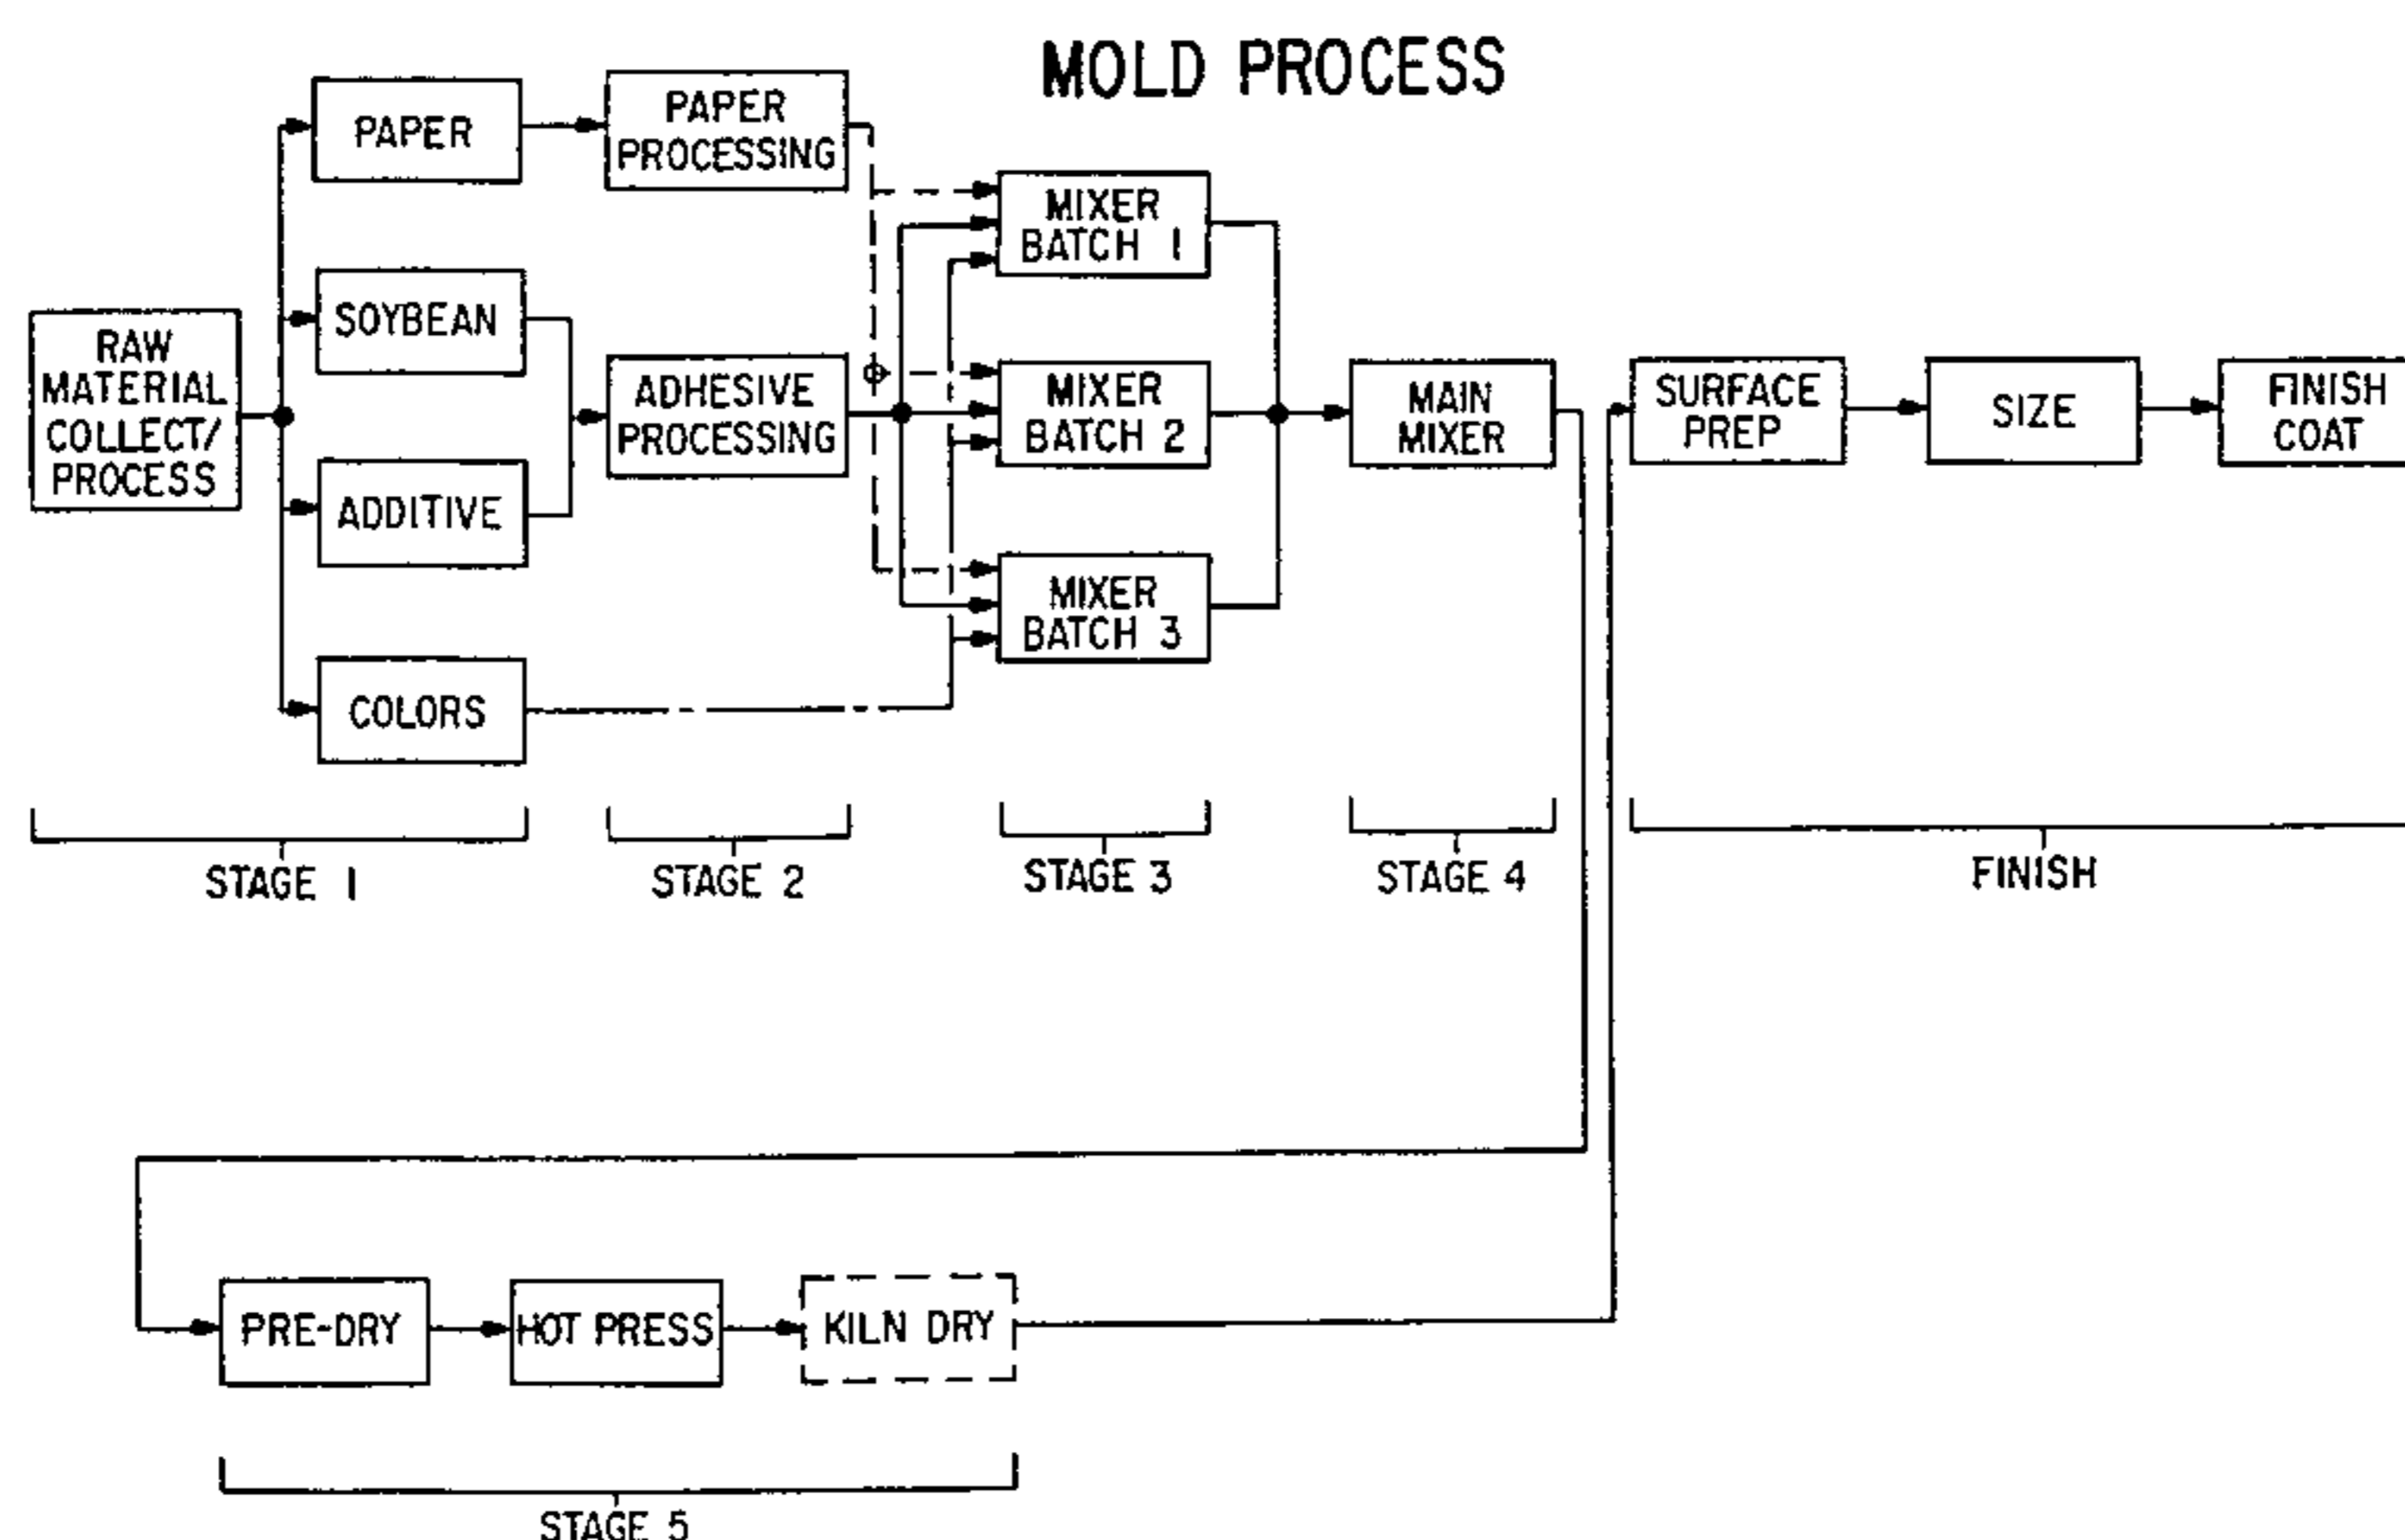 MOLD PROCESS
PAPER
PAPER
PROCESSING
SOYBEAN
RAW
MATERIAL
COLLECT/
PROCESS
ADDITIVE
COLORS
ADHESIVE
PROCESSING
MIXER
BATCH 1
MIXER
BATCH 2
MIXER
BATCH 3
MAIN
MIXER
SURFACE
PREP
SIZE
FINISH
COAT
STAGE 1
STAGE 2
STAGE 3
STAGE 4
FINISH
PRE-DRY
HOT PRESS
KILN DRY
STAGE 5